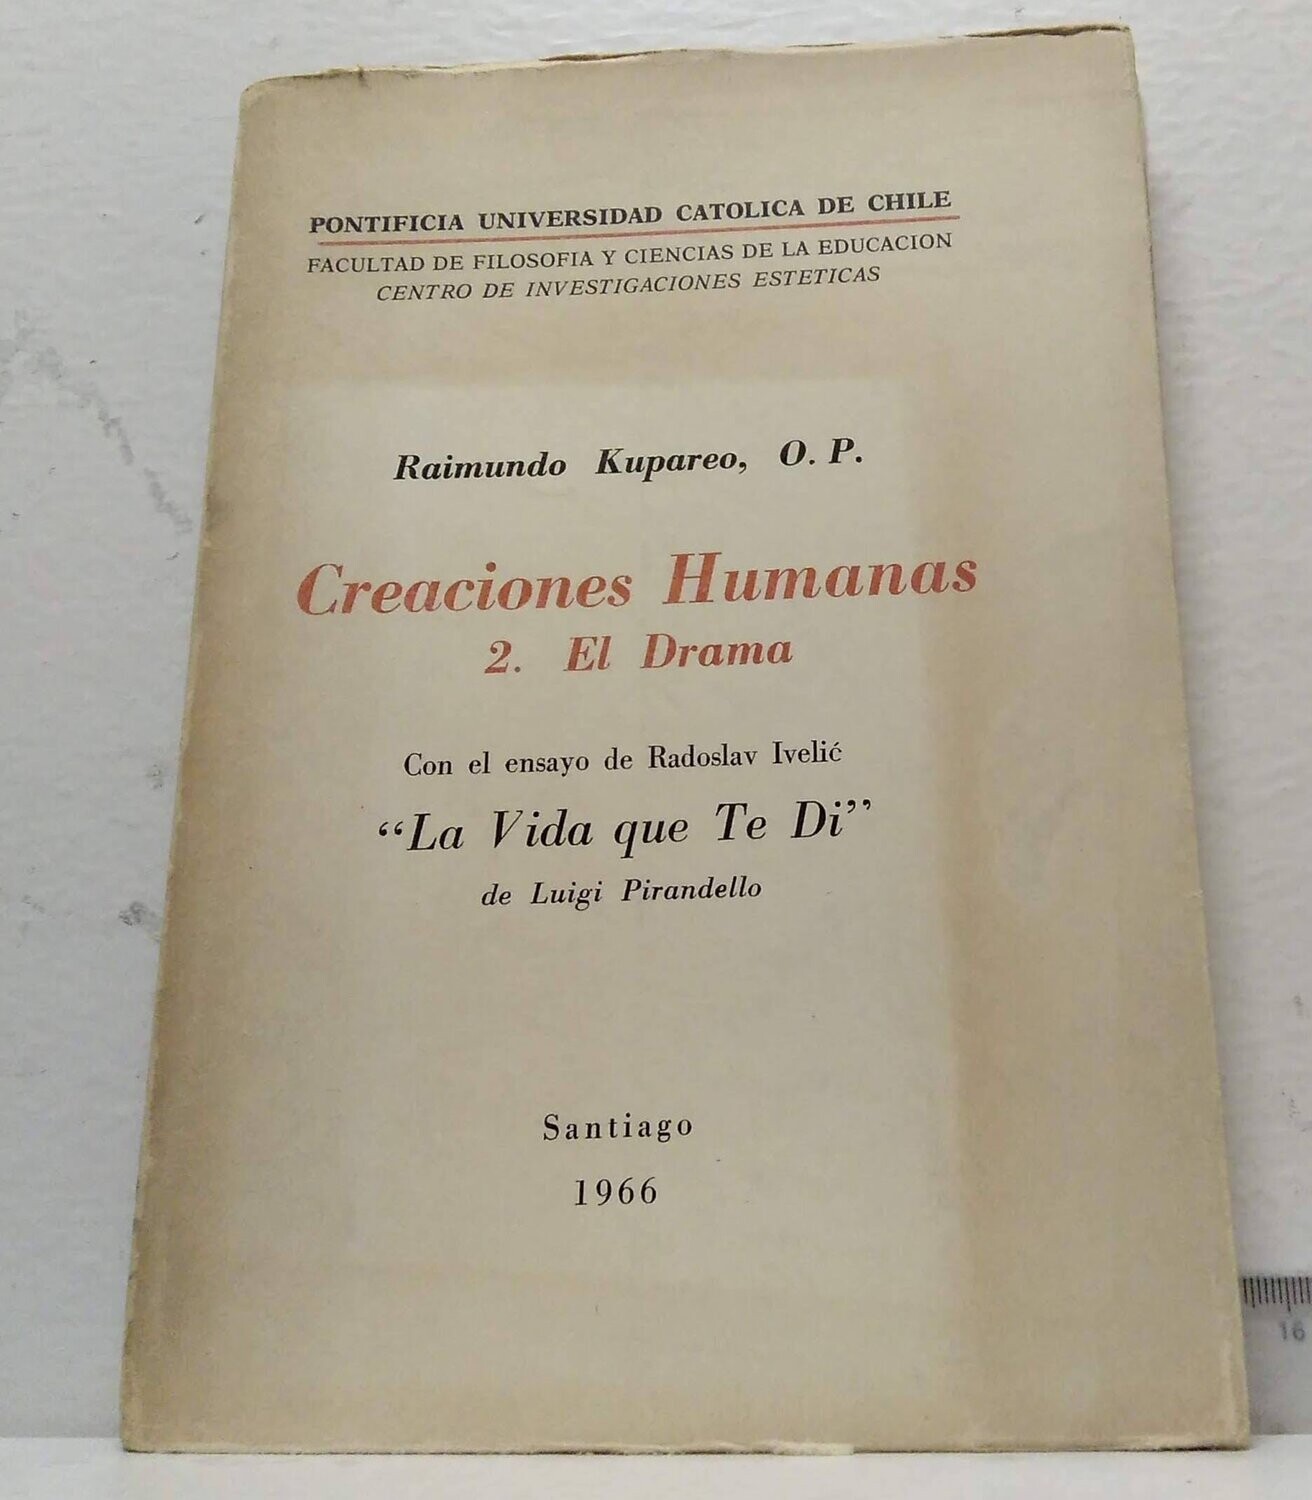 PONTIFICIA UNIVERSIDAD CATOLICA DE CHILE
FACULTAD DE FILOSOFIA Y CIENCIAS DE LA EDUCACION
CENTRO DE INVESTIGACIONES ESTETICAS
Raimundo Kupareo, O. P.
Creaciones Humanas
2. El Drama
Con el ensayo de Radoslav Ivelić
“La Vida que Te Di”
de Luigi Pirandello
Santiago
1966
16